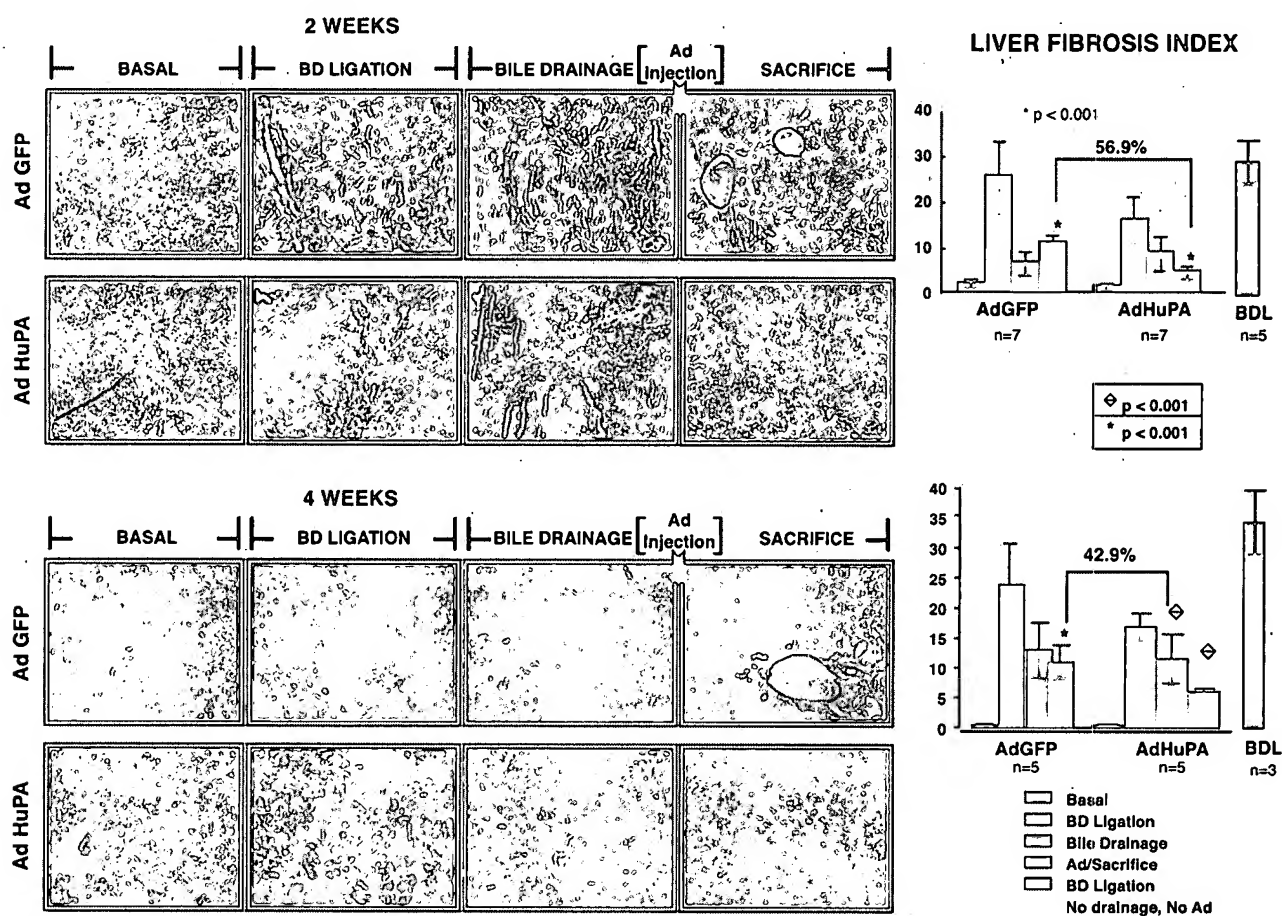 2 WEEKS
BASAL
BD LIGATION
BILE DRAINAGE
Ad
Injection
SACRIFICE
Ad GFP
Ad HuPA
LIVER FIBROSIS INDEX
40
30
20
10
0
* p < 0.001
56.9%
*
*
AdGFP
n=7
AdHuPA
n=7
BDL
n=5
⊖ p < 0.001
* p < 0.001
4 WEEKS
BASAL
BD LIGATION
BILE DRAINAGE
Ad
Injection
SACRIFICE
Ad GFP
Ad HuPA
40
35
30
25
20
15
10
5
0
42.9%
*
AdGFP
n=5
AdHuPA
n=5
BDL
n=3
Basal
BD Ligation
Bile Drainage
Ad/Sacrifice
BD Ligation
No drainage, No Ad